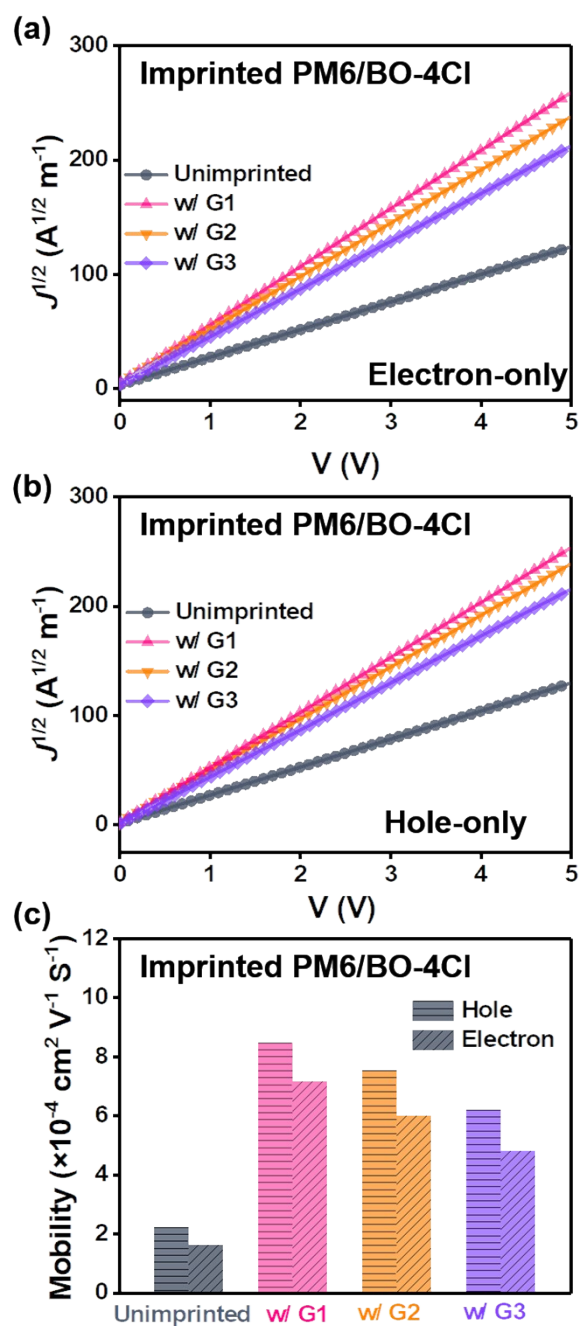 (a)
300
200
100
0
J1/2 (A1/2 m-1)
Imprinted PM6/BO-4Cl
Unimprinted
w/ G1
w/ G2
w/ G3
Electron-only
0 1 2 3 4 5
V (V)
(b)
300
200
100
0
J1/2 (A1/2 m-1)
Imprinted PM6/BO-4Cl
Unimprinted
w/ G1
w/ G2
w/ G3
Hole-only
0 1 2 3 4 5
V (V)
(c)
12
10
8
6
4
2
0
Mobility (×10-4 cm2 V-1 S-1)
Imprinted PM6/BO-4Cl
Hole
Electron
Unimprinted w/ G1 w/ G2 w/ G3